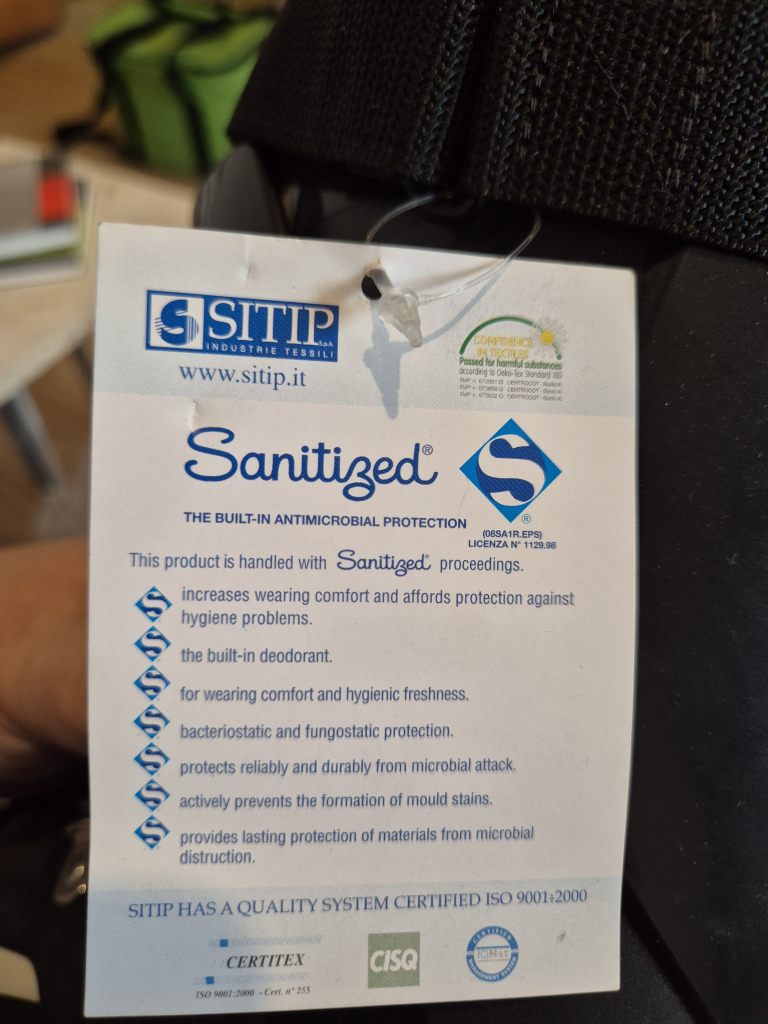 SITIP S.p.A.
INDUSTRIE TESSILI
www.sitip.it
CONFIDENCE
IN TEXTILES
Passed for harmful substances
according to Oeko-Tex Standard 100
Sanitized®
®
THE BUILT-IN ANTIMICROBIAL PROTECTION
(08SA1R.EPS)
LICENZA N° 1129.98
This product is handled with Sanitized® proceedings.
increases wearing comfort and affords protection against
hygiene problems.
the built-in deodorant.
for wearing comfort and hygienic freshness.
bacteriostatic and fungostatic protection.
protects reliably and durably from microbial attack.
actively prevents the formation of mould stains.
provides lasting protection of materials from microbial
distruction.
SITIP HAS A QUALITY SYSTEM CERTIFIED ISO 9001:2000
CERTITEX
ISO 9001:2000 - Cert. n° 255
CISQ
CERTIFIED
IQNet
MANAGEMENT SYSTEM